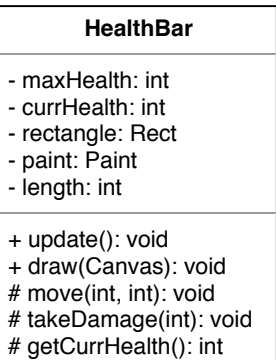 HealthBar
- maxHealth: int
- currHealth: int
- rectangle: Rect
- paint: Paint
- length: int
+ update(): void
+ draw(Canvas): void
# move(int, int): void
# takeDamage(int): void
# getCurrHealth(): int